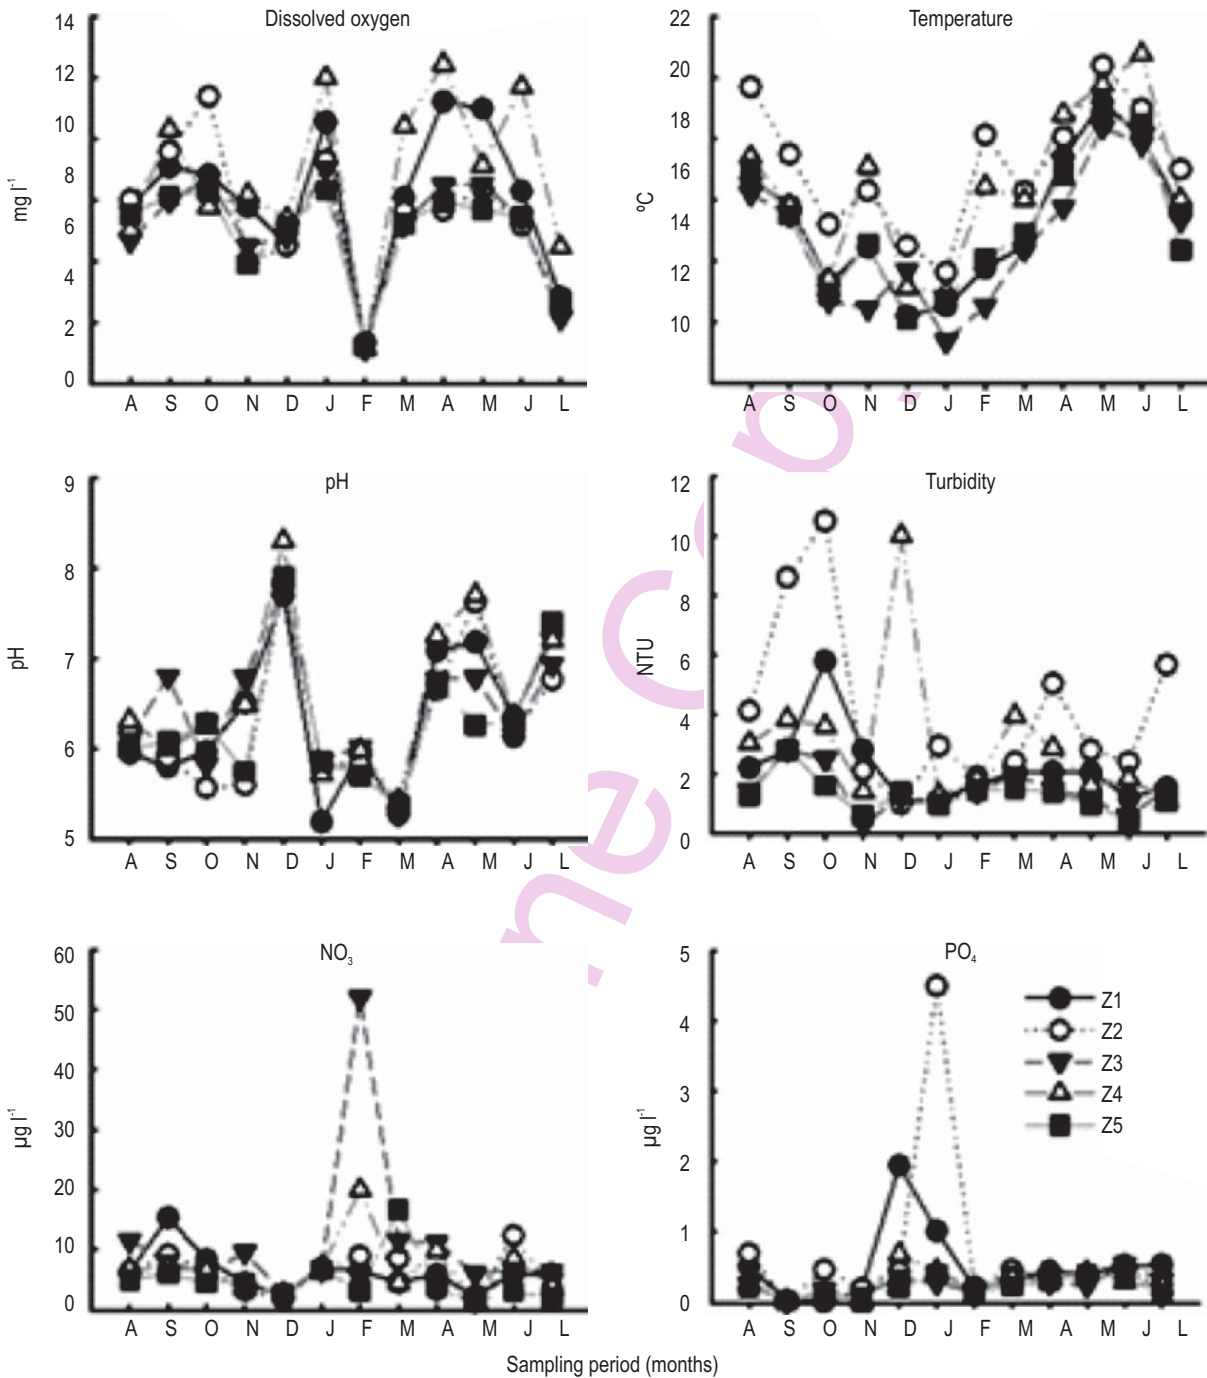 Dissolved oxygen
14
12
10
8
6
4
2
0
mg l-1
A S O N D J F M A M J L
Temperature
22
20
18
16
14
12
10
ºC
A S O N D J F M A M J L
pH
9
8
7
6
5
pH
A S O N D J F M A M J L
Turbidity
12
10
8
6
4
2
0
NTU
A S O N D J F M A M J L
NO3
60
50
40
30
20
10
0
µg l-1
A S O N D J F M A M J L
PO4
5
4
3
2
1
0
µg l-1
Z1
Z2
Z3
Z4
Z5
A S O N D J F M A M J L
Sampling period (months)